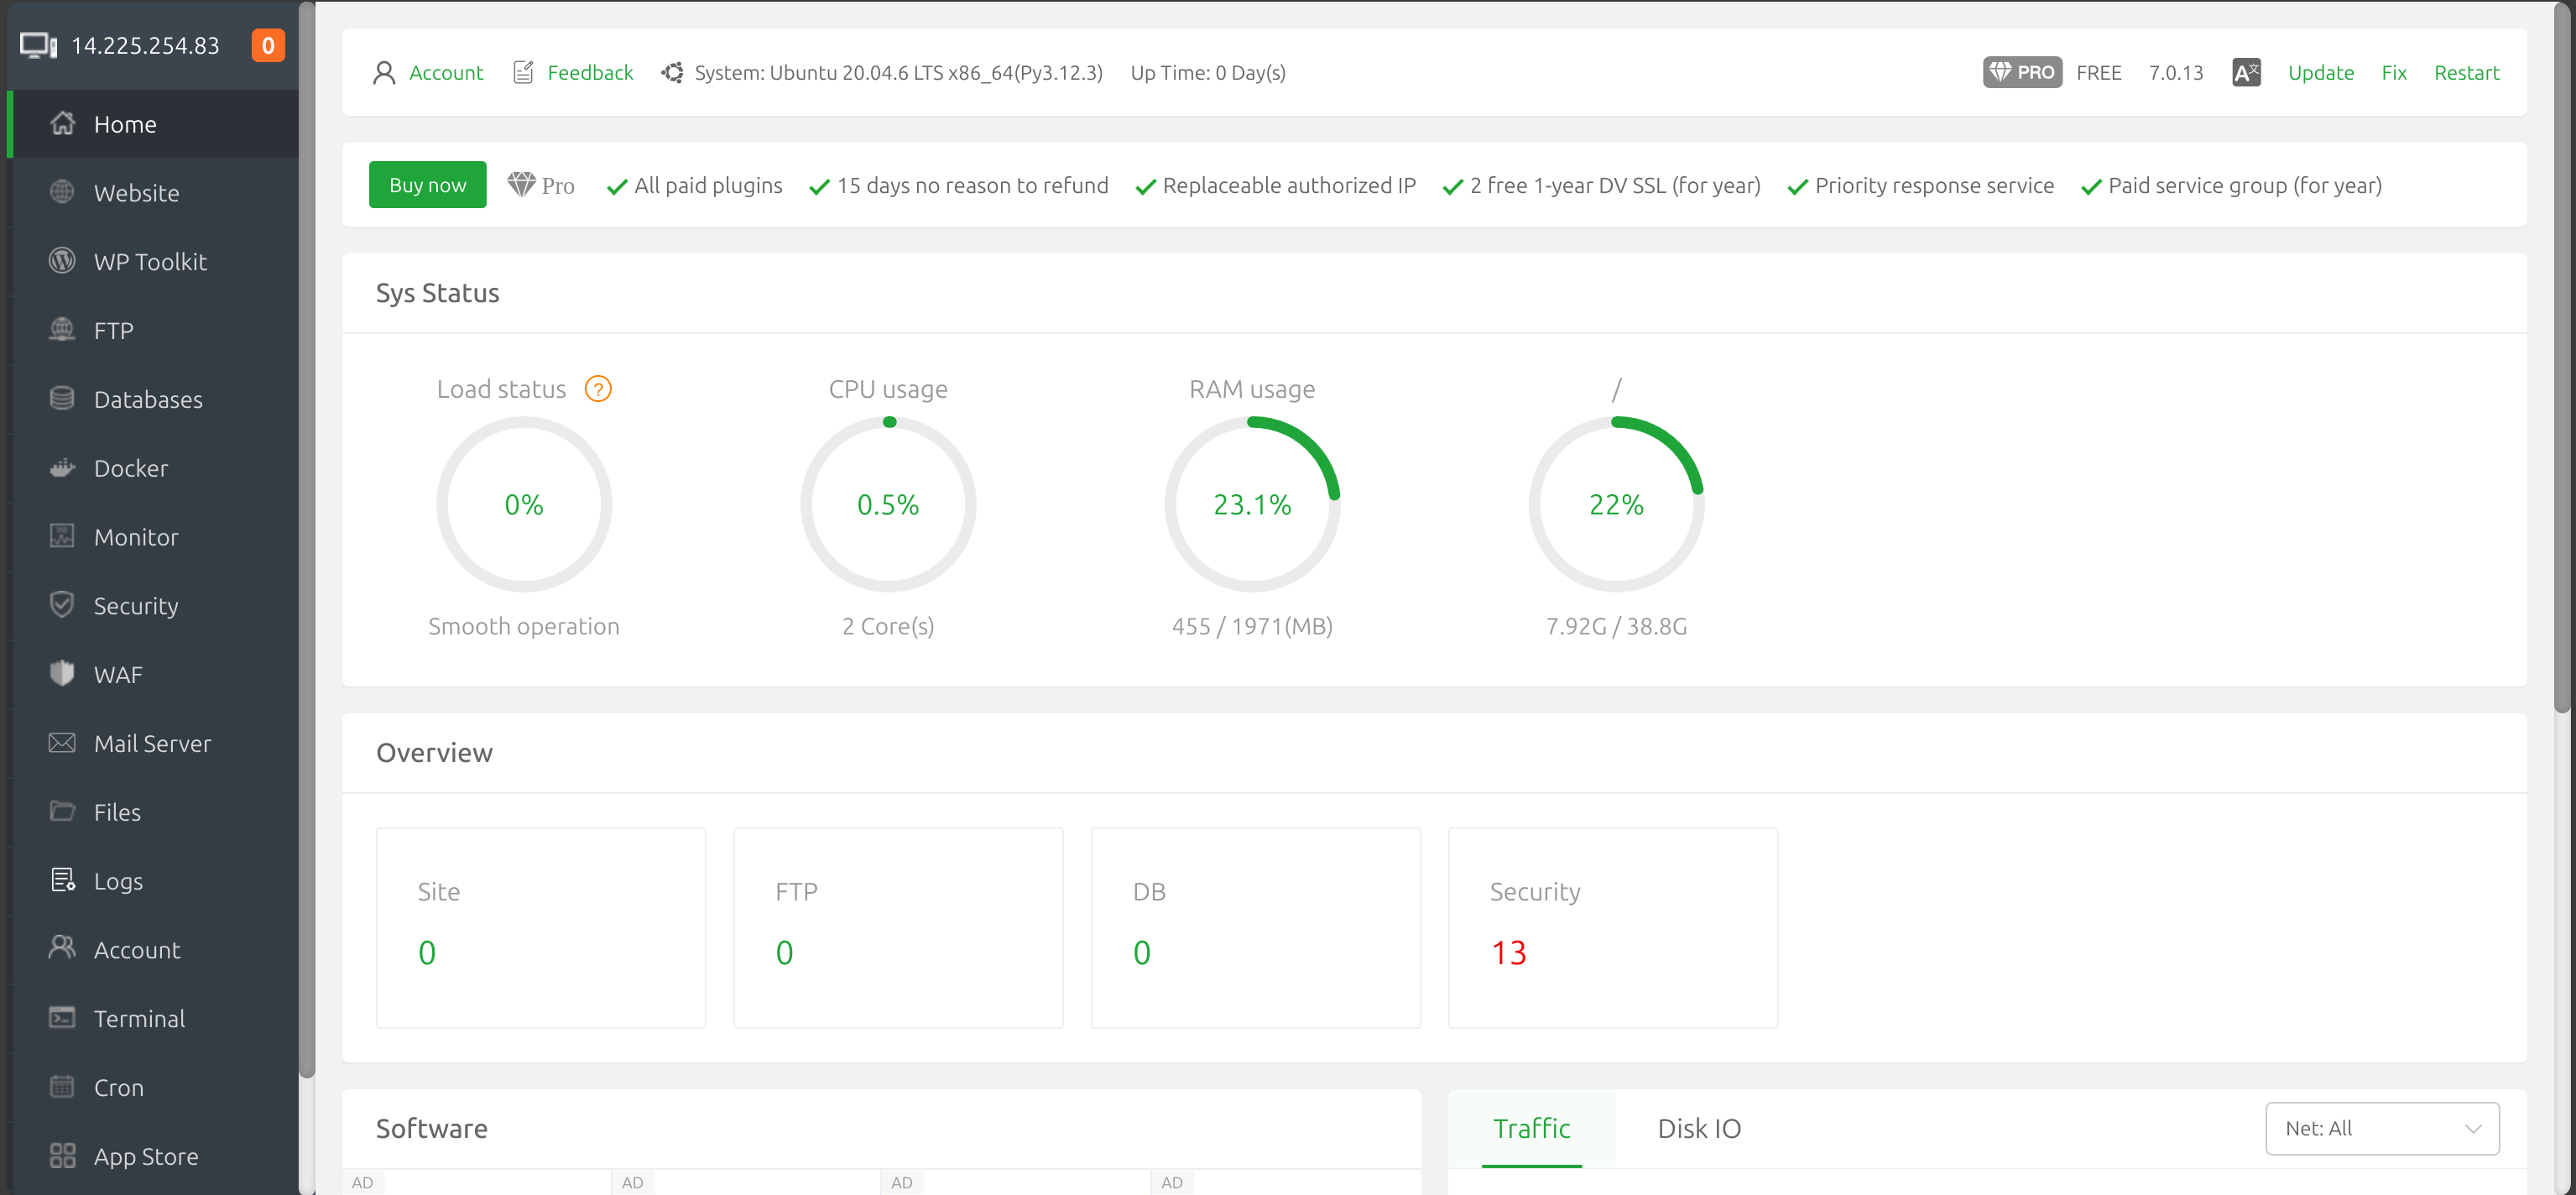 14.225.254.83 0
Home
Website
WP Toolkit
FTP
Databases
Docker
Monitor
Security
WAF
Mail Server
Files
Logs
Account
Terminal
Cron
App Store
Account Feedback System: Ubuntu 20.04.6 LTS x86_64(Py3.12.3) Up Time: 0 Day(s) PRO FREE 7.0.13 A文 Update Fix Restart
Buy now Pro All paid plugins 15 days no reason to refund Replaceable authorized IP 2 free 1-year DV SSL (for year) Priority response service Paid service group (for year)
Sys Status
Load status ? CPU usage RAM usage /
0% 0.5% 23.1% 22%
Smooth operation 2 Core(s) 455 / 1971(MB) 7.92G / 38.8G
Overview
Site FTP DB Security
0 0 0 13
Software
AD AD AD AD
Traffic Disk IO Net: All